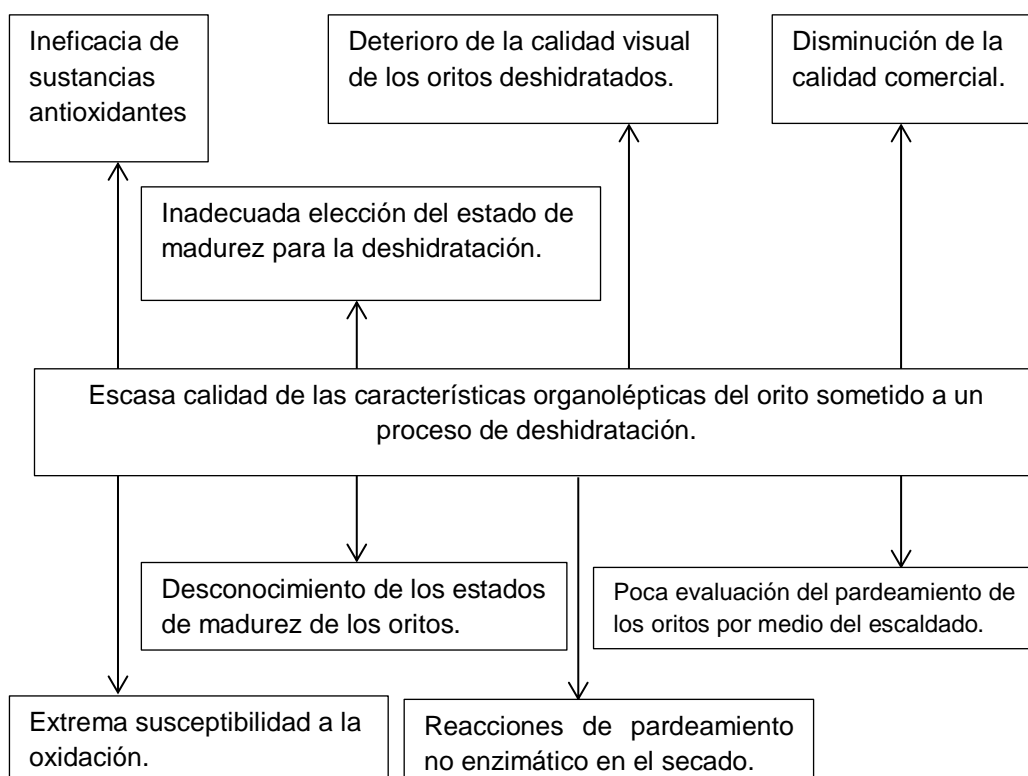 Ineficacia de
sustancias
antioxidantes
Deterioro de la calidad visual
de los oritos deshidratados.
Disminución de la
calidad comercial.
Inadecuada elección del estado de
madurez para la deshidratación.
Escasa calidad de las características organolépticas del orito sometido a un
proceso de deshidratación.
Desconocimiento de los estados
de madurez de los oritos.
Poca evaluación del pardeamiento de
los oritos por medio del escaldado.
Extrema susceptibilidad a la
oxidación.
Reacciones de pardeamiento
no enzimático en el secado.